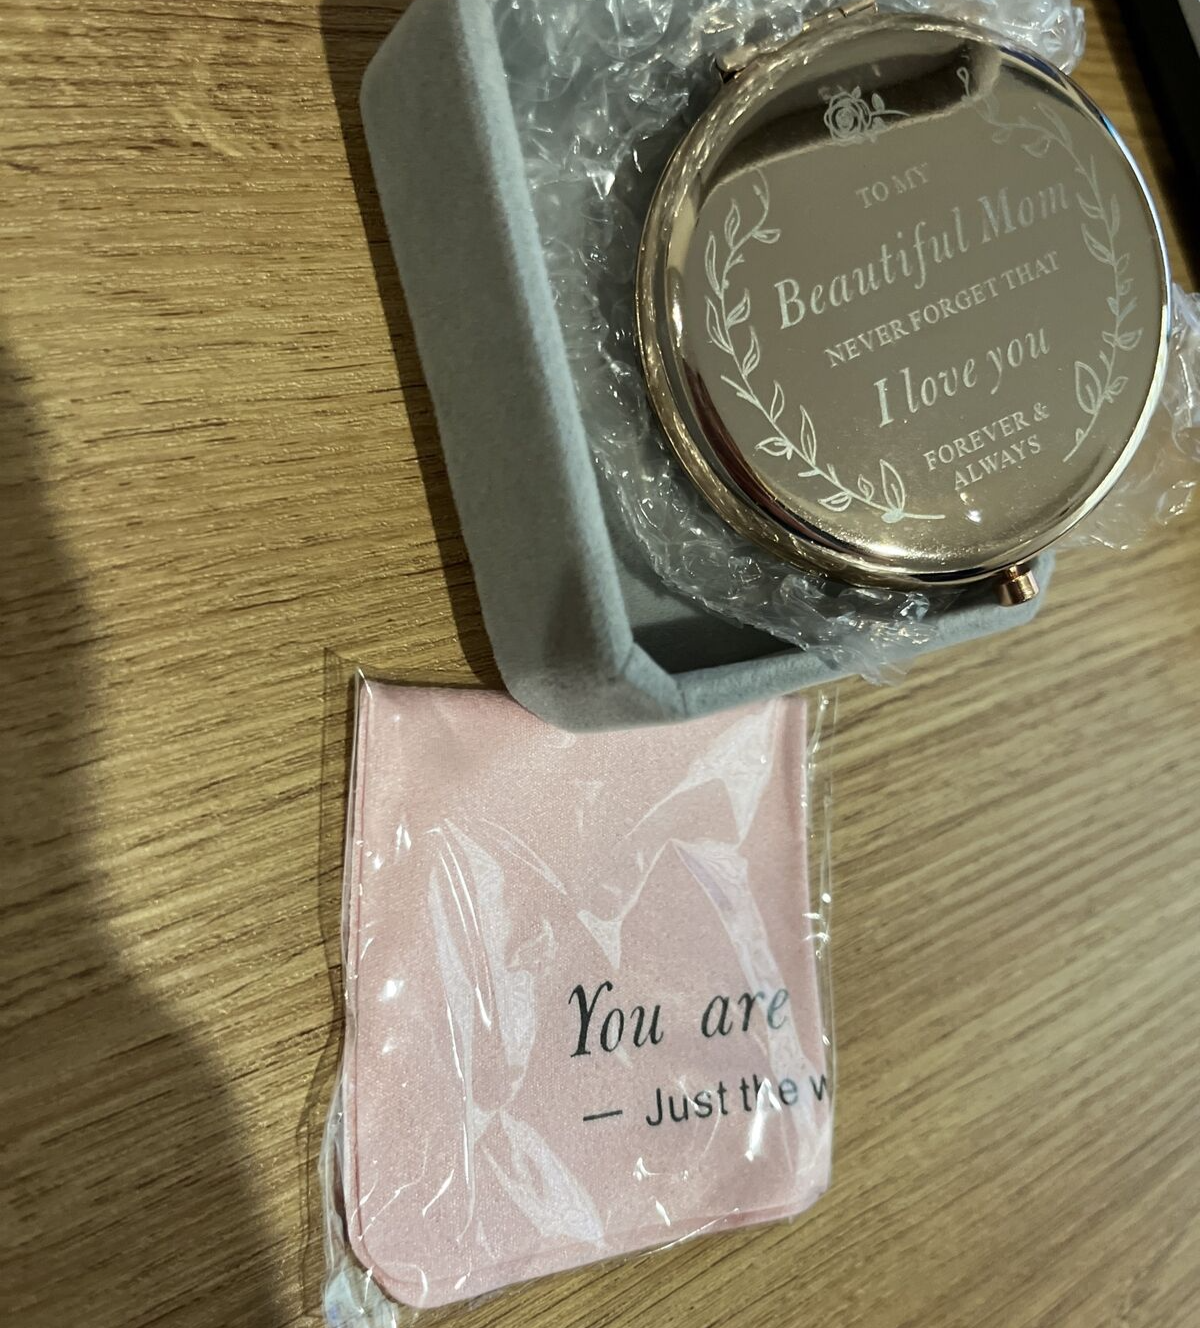 TO MY
Beautiful Mom
NEVER FORGET THAT
I love you
FOREVER &
ALWAYS
You are
— Just the